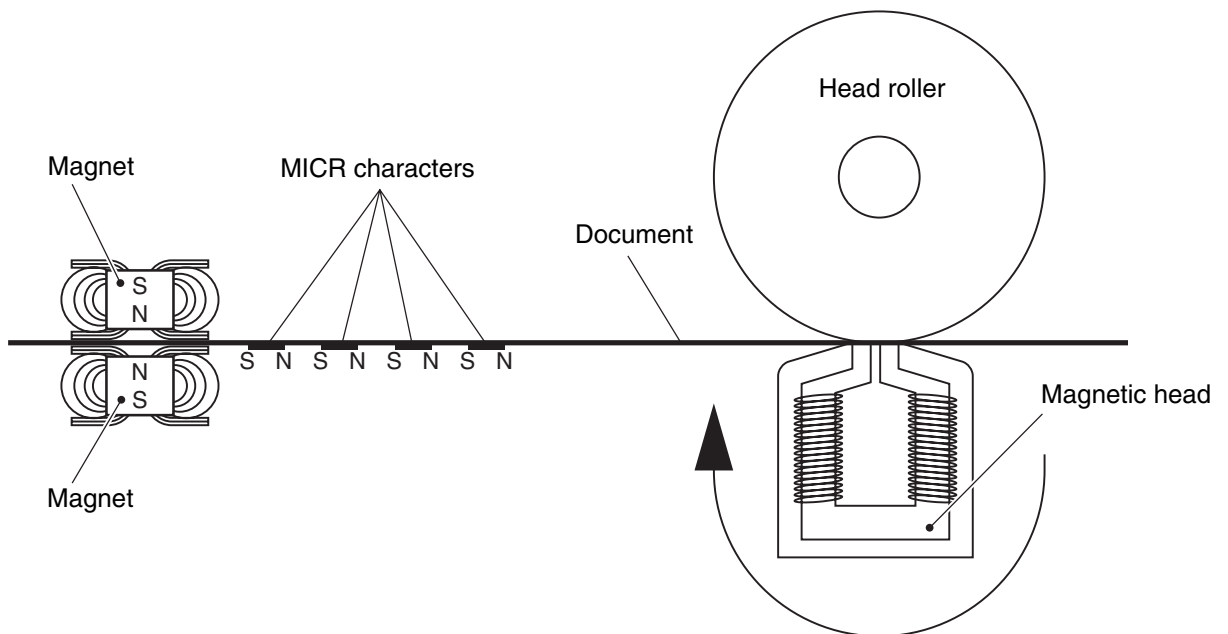 Head roller
Magnet
MICR characters
Document
S
N
S N S N S N S N
N
S
Magnetic head
Magnet